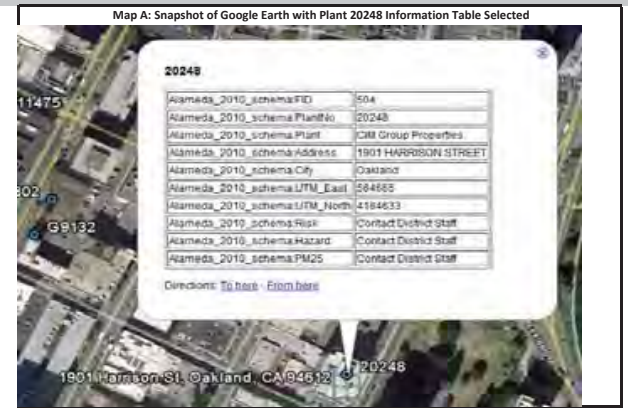 Map A: Snapshot of Google Earth with Plant 20248 Information Table Selected
20248
Alameda_2010_schema:FID 504
Alameda_2010_schema:PlantNo 20248
Alameda_2010_schema:Plant CIM Group Properties
Alameda_2010_schema:Address 1901 HARRISON STREET
Alameda_2010_schema:City Oakland
Alameda_2010_schema:UTM_East
Alameda_2010_schema:UTM_North 4184633
Alameda_2010_schema:Risk Contact District Staff
Alameda_2010_schema:Hazard Contact District Staff
Alameda_2010_schema:PM25 Contact District Staff
Directions: To here - From here
11475
302
G9132
20248
1901 Harrison St, Oakland, CA 94612